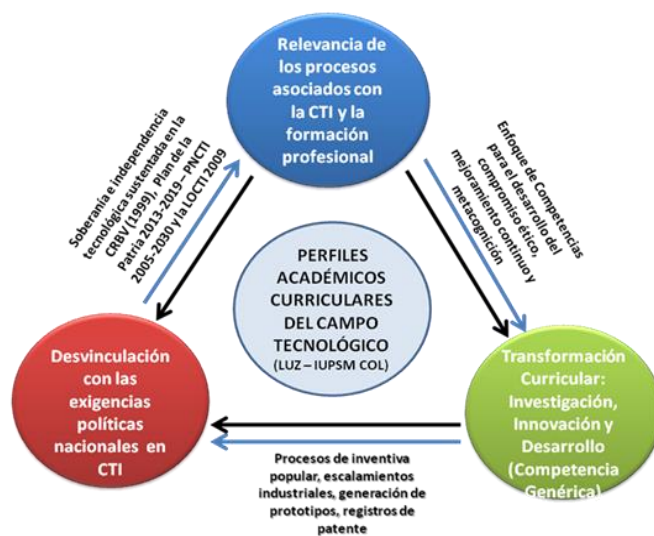 Relevancia de
los procesos
asociados con
la CTI y la
formación
profesional
Soberanía e independencia
tecnológica sustentada en la
CRBV (1999), Plan de la
Patria 2013-2019– PNCTI
2005-2030 y la LOCTI 2009
Enfoque de Competencias
para el desarrollo del
compromiso ético,
mejoramiento continuo y
metacognición
PERFILES
ACADÉMICOS
CURRICULARES
DEL CAMPO
TECNOLÓGICO
(LUZ – IUPSM COL)
Desvinculación
con las
exigencias
políticas
nacionales en
CTI
Transformación
Curricular:
Investigación,
Innovación y
Desarrollo
(Competencia
Genérica)
Procesos de inventiva
popular, escalamientos
industriales, generación de
prototipos, registros de
patente